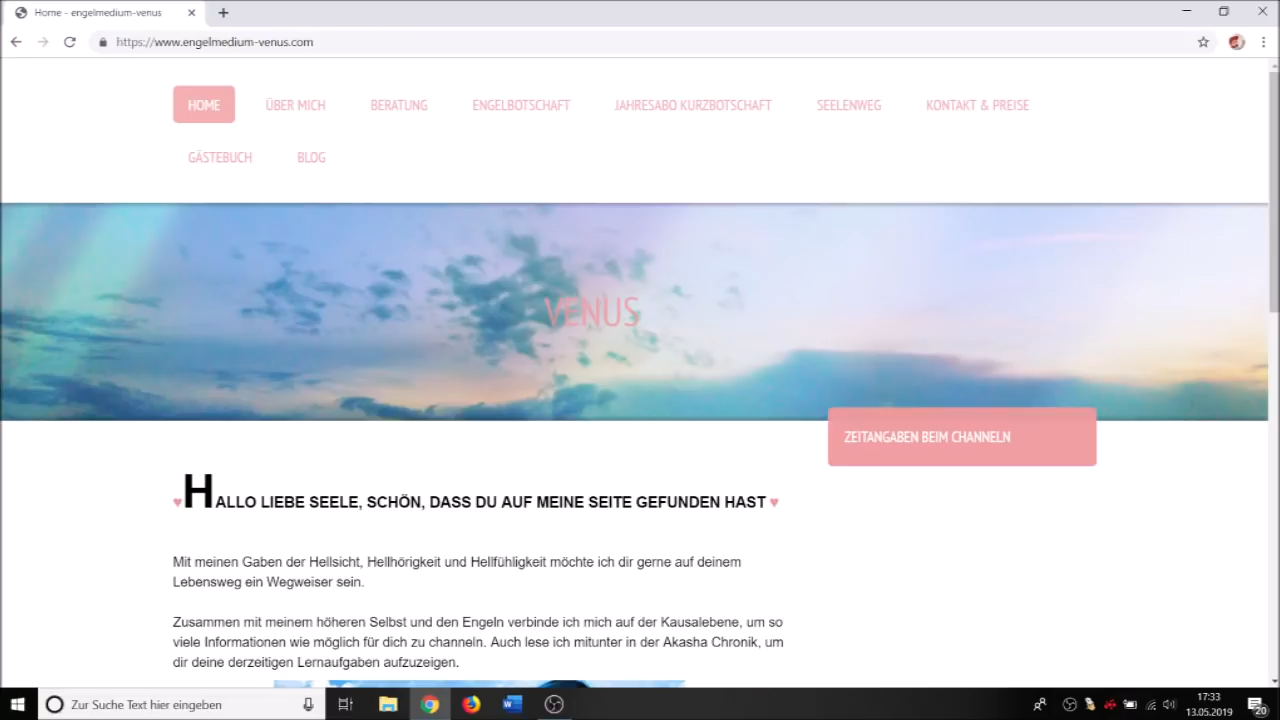 Home - engelmedium-venus
https://www.engelmedium-venus.com
HOME ÜBER MICH BERATUNG ENGELBOTSCHAFT JAHRESABO KURZBOTSCHAFT SEELENWEG KONTAKT & PREISE
GÄSTEBUCH BLOG
VENUS
ZEITANGABEN BEIM CHANNELN
♥HALLO LIEBE SEELE, SCHÖN, DASS DU AUF MEINE SEITE GEFUNDEN HAST ♥
Mit meinen Gaben der Hellsicht, Hellhörigkeit und Hellfühligkeit möchte ich dir gerne auf deinem
Lebensweg ein Wegweiser sein.
Zusammen mit meinem höheren Selbst und den Engeln verbinde ich mich auf der Kausalebene, um so
viele Informationen wie möglich für dich zu channeln. Auch lese ich mitunter in der Akasha Chronik, um
dir deine derzeitigen Lernaufgaben aufzuzeigen.
Zur Suche Text hier eingeben
17:33
13.05.2019
20